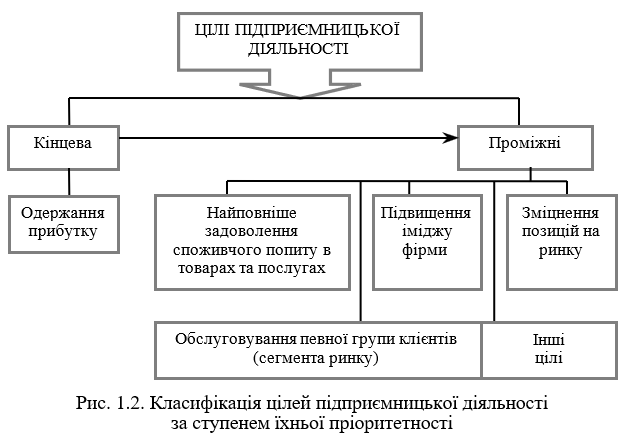 ЦІЛІ ПІДПРИЄМНИЦЬКОЇ
ДІЯЛЬНОСТІ
Кінцева
Проміжні
Одержання
прибутку
Найповніше
задоволення
споживчого попиту в
товарах та послугах
Підвищення
іміджу
фірми
Зміцнення
позицій на
ринку
Обслуговування певної групи клієнтів
(сегмента ринку)
Інші
цілі
Рис. 1.2. Класифікація цілей підприємницької діяльності
за ступенем їхньої пріоритетності